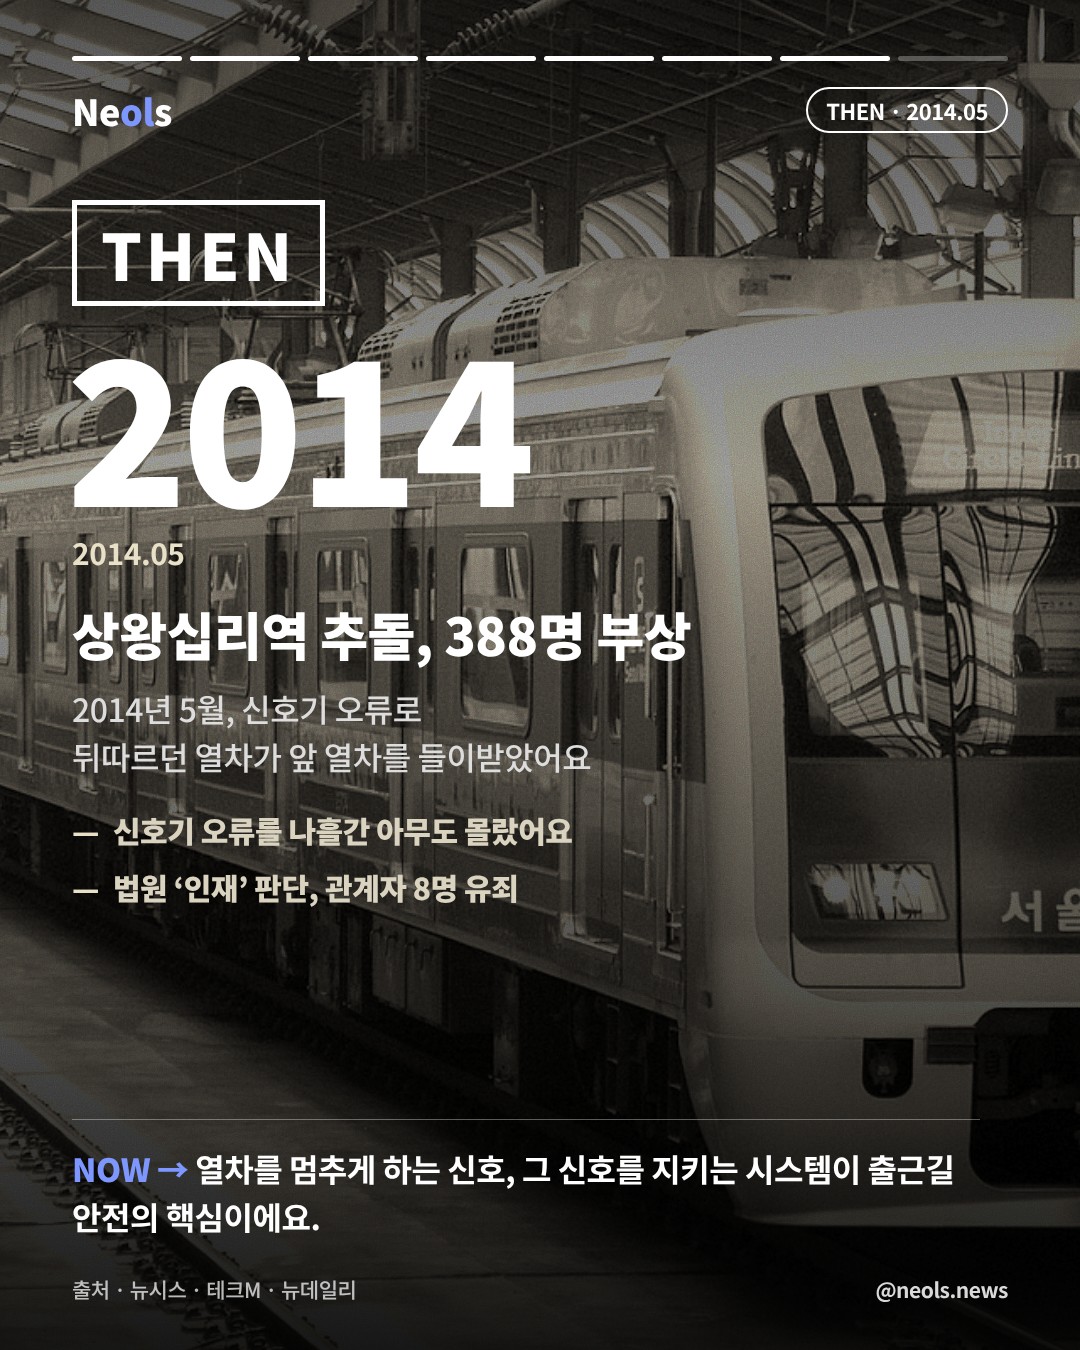 Neols
THEN · 2014.05
THEN
2014
2014.05
상왕십리역 추돌, 388명 부상
2014년 5월, 신호기 오류로
뒤따르던 열차가 앞 열차를 들이받았어요
— 신호기 오류를 나흘간 아무도 몰랐어요
— 법원 ‘인재’ 판단, 관계자 8명 유죄
서울
NOW → 열차를 멈추게 하는 신호, 그 신호를 지키는 시스템이 출근길
안전의 핵심이에요.
출처 · 뉴시스 · 테크M · 뉴데일리
@neols.news